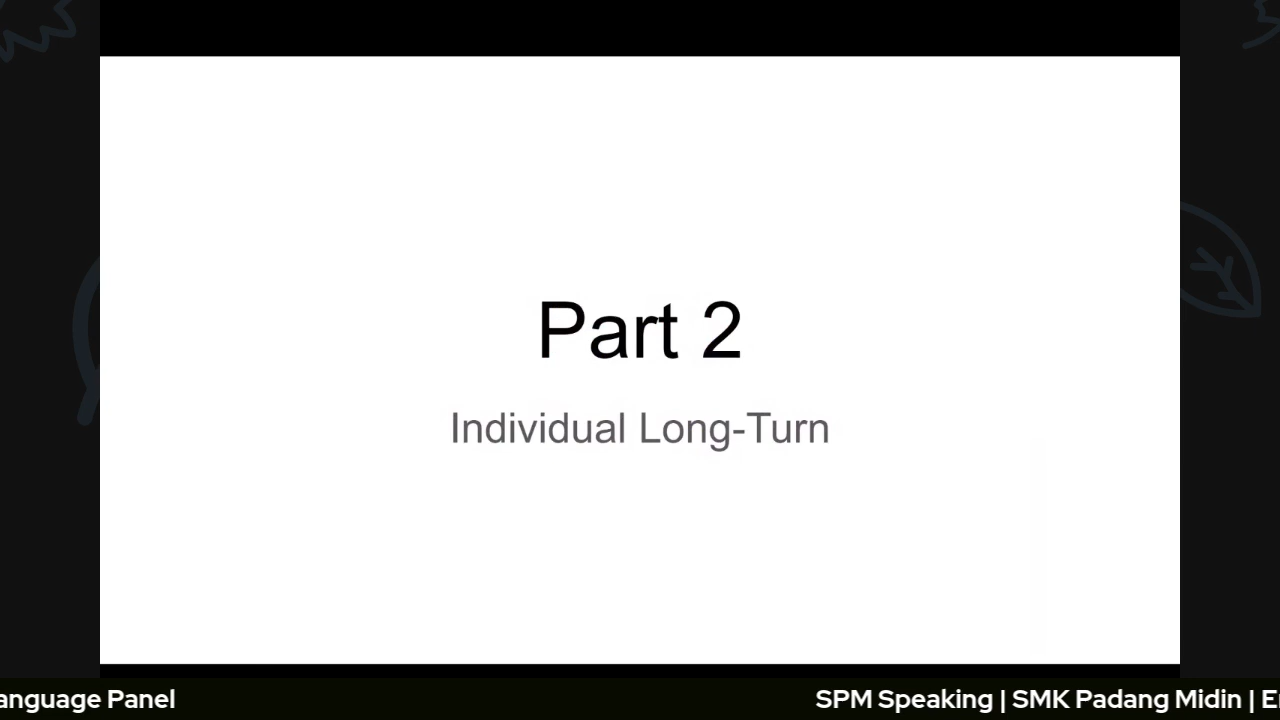 Part 2
Individual Long-Turn
anguage Panel
SPM Speaking | SMK Padang Midin | E